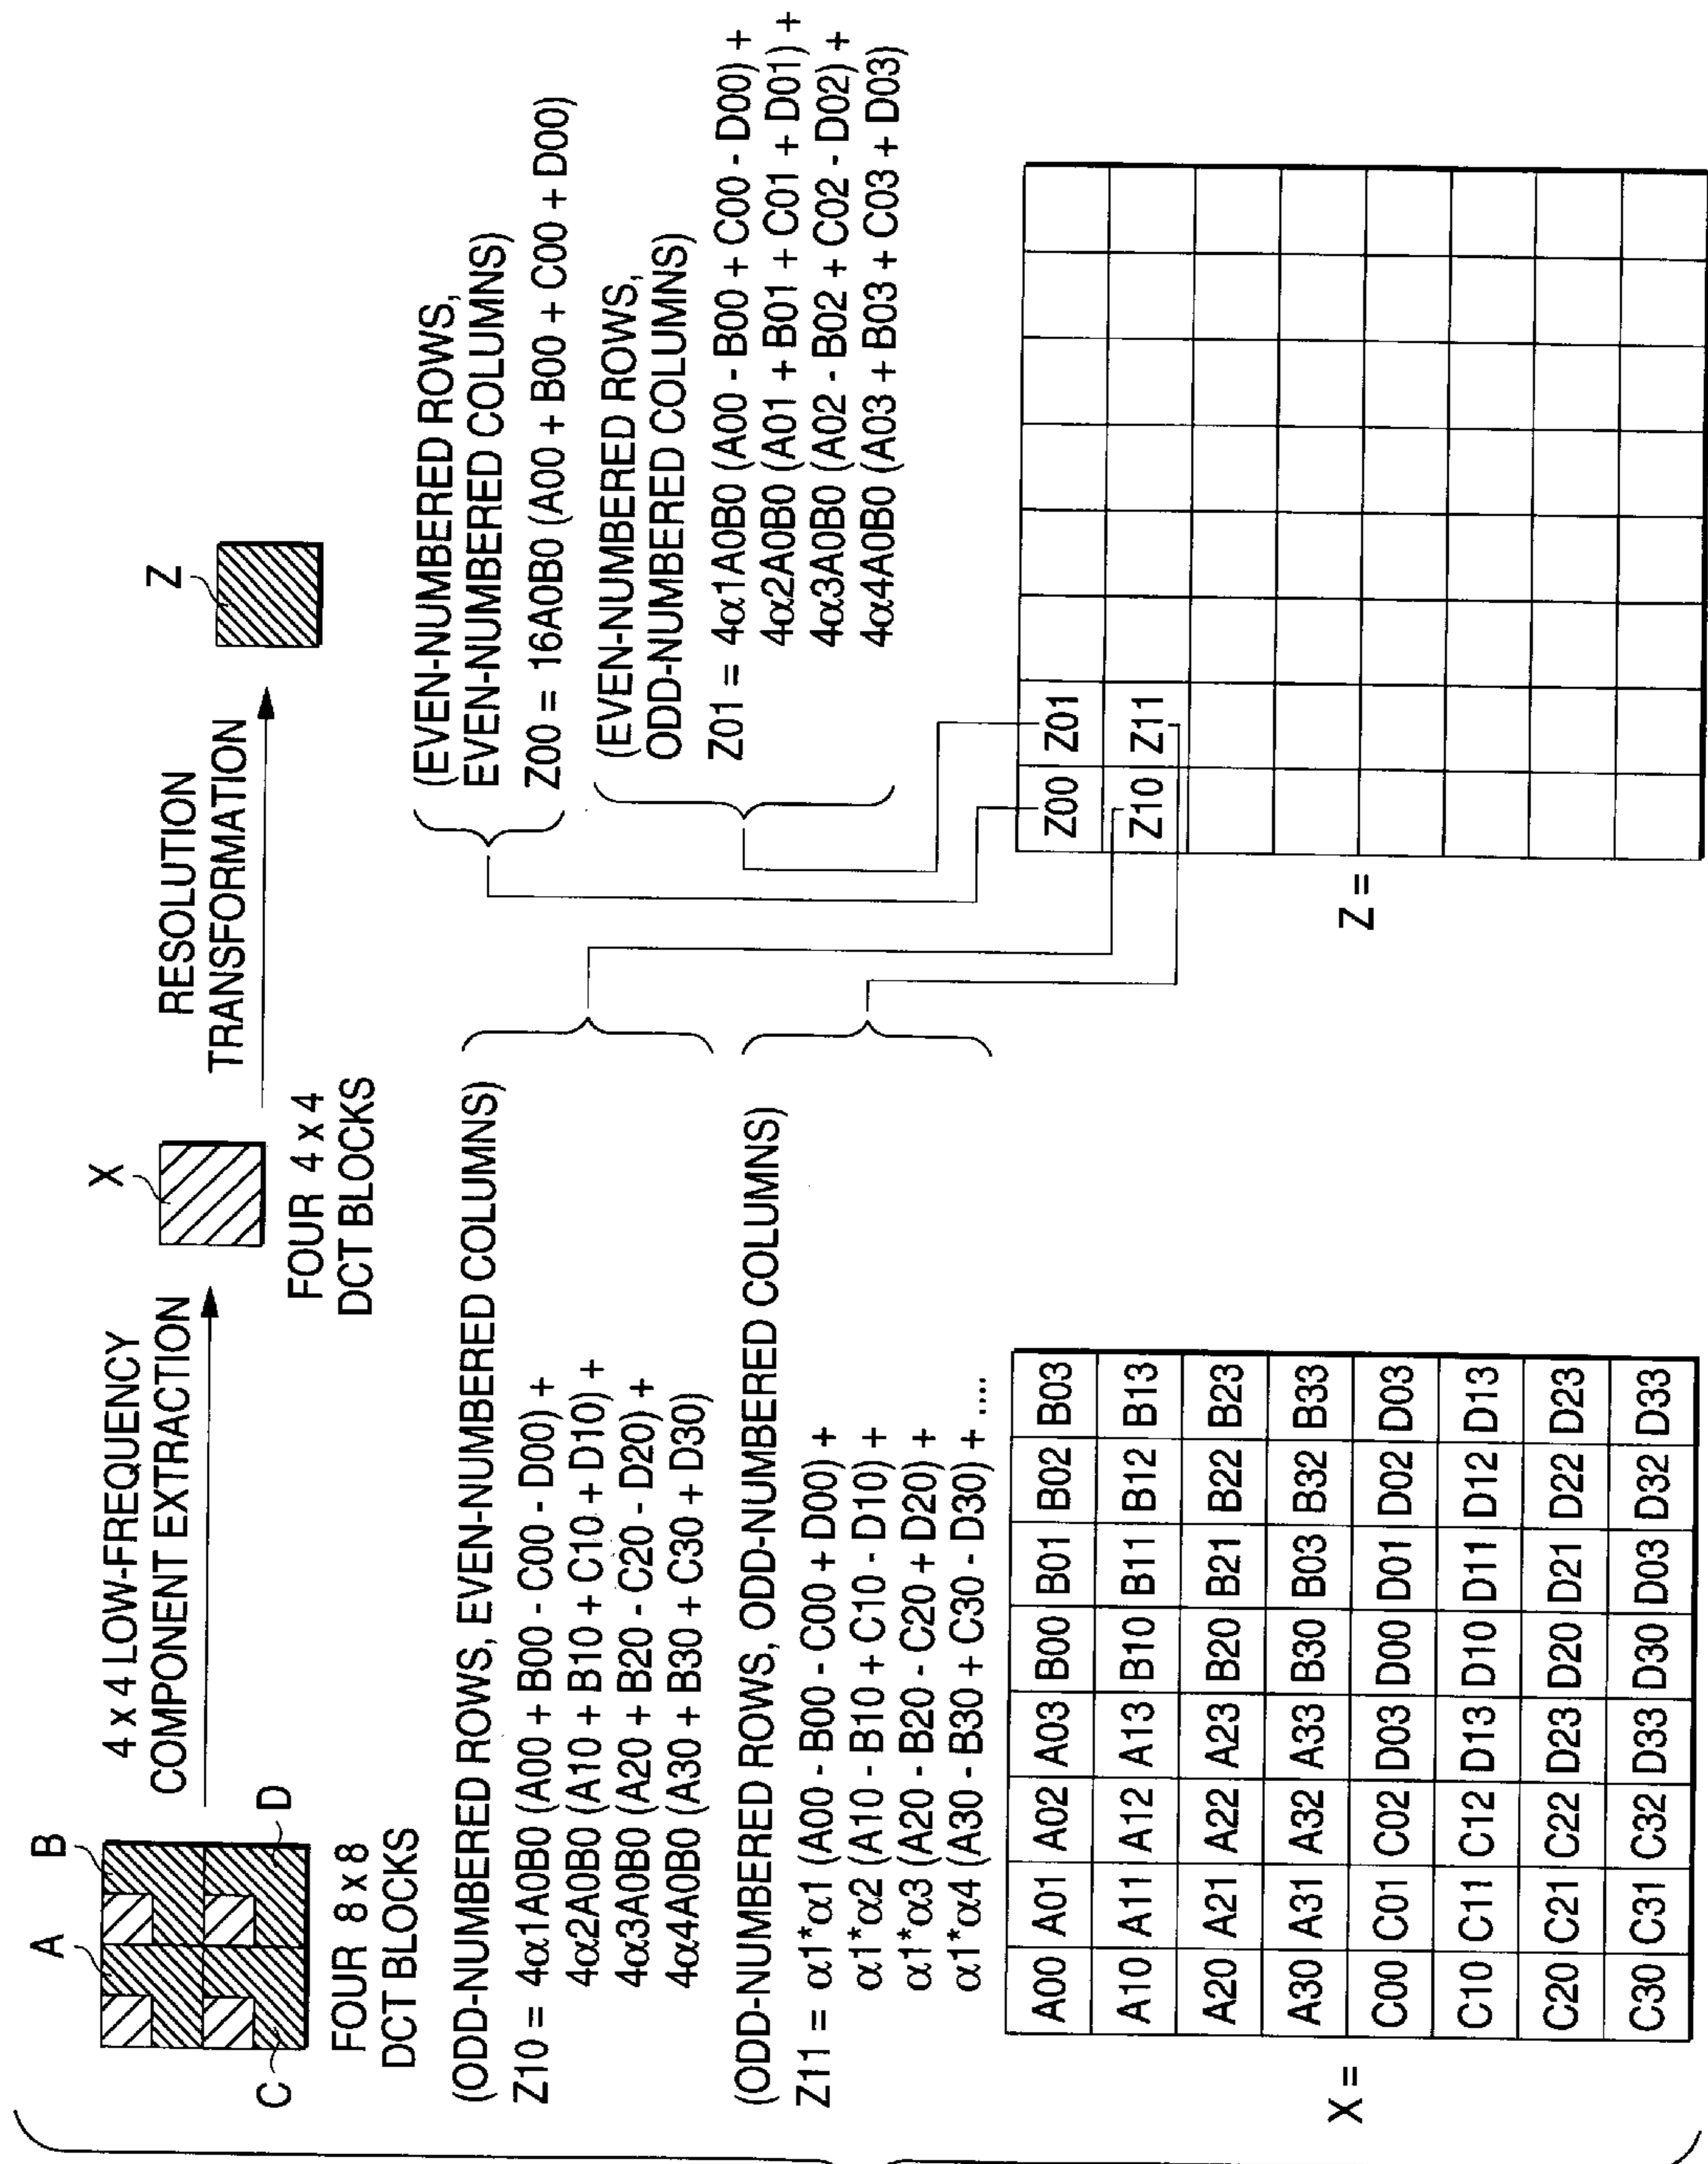 A
B
C
D
FOUR 8 x 8
DCT BLOCKS
4 x 4 LOW-FREQUENCY
COMPONENT EXTRACTION
X
FOUR 4 x 4
DCT BLOCKS
RESOLUTION
TRANSFORMATION
Z
(ODD-NUMBERED ROWS, EVEN-NUMBERED COLUMNS)
Z10 = 4α1A0B0 (A00 + B00 - C00 - D00) +
4α2A0B0 (A10 + B10 + C10 + D10) +
4α3A0B0 (A20 + B20 - C20 - D20) +
4α4A0B0 (A30 + B30 + C30 + D30)
(ODD-NUMBERED ROWS, ODD-NUMBERED COLUMNS)
Z11 = α1*α1 (A00 - B00 - C00 + D00) +
α1*α2 (A10 - B10 + C10 - D10) +
α1*α3 (A20 - B20 - C20 + D20) +
α1*α4 (A30 - B30 + C30 - D30) + ....
(EVEN-NUMBERED ROWS,
EVEN-NUMBERED COLUMNS)
Z00 = 16A0B0 (A00 + B00 + C00 + D00)
(EVEN-NUMBERED ROWS,
ODD-NUMBERED COLUMNS)
Z01 = 4α1A0B0 (A00 - B00 + C00 - D00) +
4α2A0B0 (A01 + B01 + C01 + D01) +
4α3A0B0 (A02 - B02 + C02 - D02) +
4α4A0B0 (A03 + B03 + C03 + D03)
X =
A00 A01 A02 A03 B00 B01 B02 B03
A10 A11 A12 A13 B10 B11 B12 B13
A20 A21 A22 A23 B20 B21 B22 B23
A30 A31 A32 A33 B30 B03 B32 B33
C00 C01 C02 D03 D00 D01 D02 D03
C10 C11 C12 D13 D10 D11 D12 D13
C20 C21 C22 D23 D20 D21 D22 D23
C30 C31 C32 D33 D30 D03 D32 D33
Z =
Z00 Z01
Z10 Z11